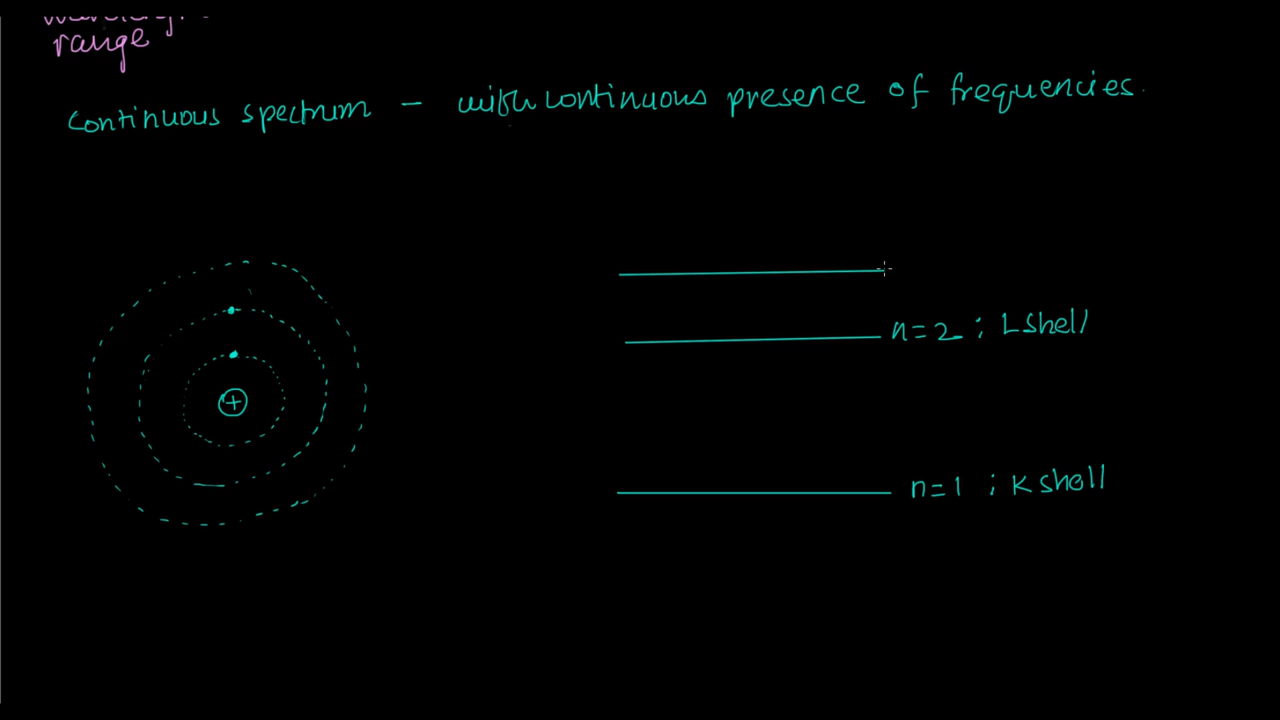 range
continuous spectrum - with continuous presence of frequencies.
+
n=2 ; L shell
n=1 ; K shell